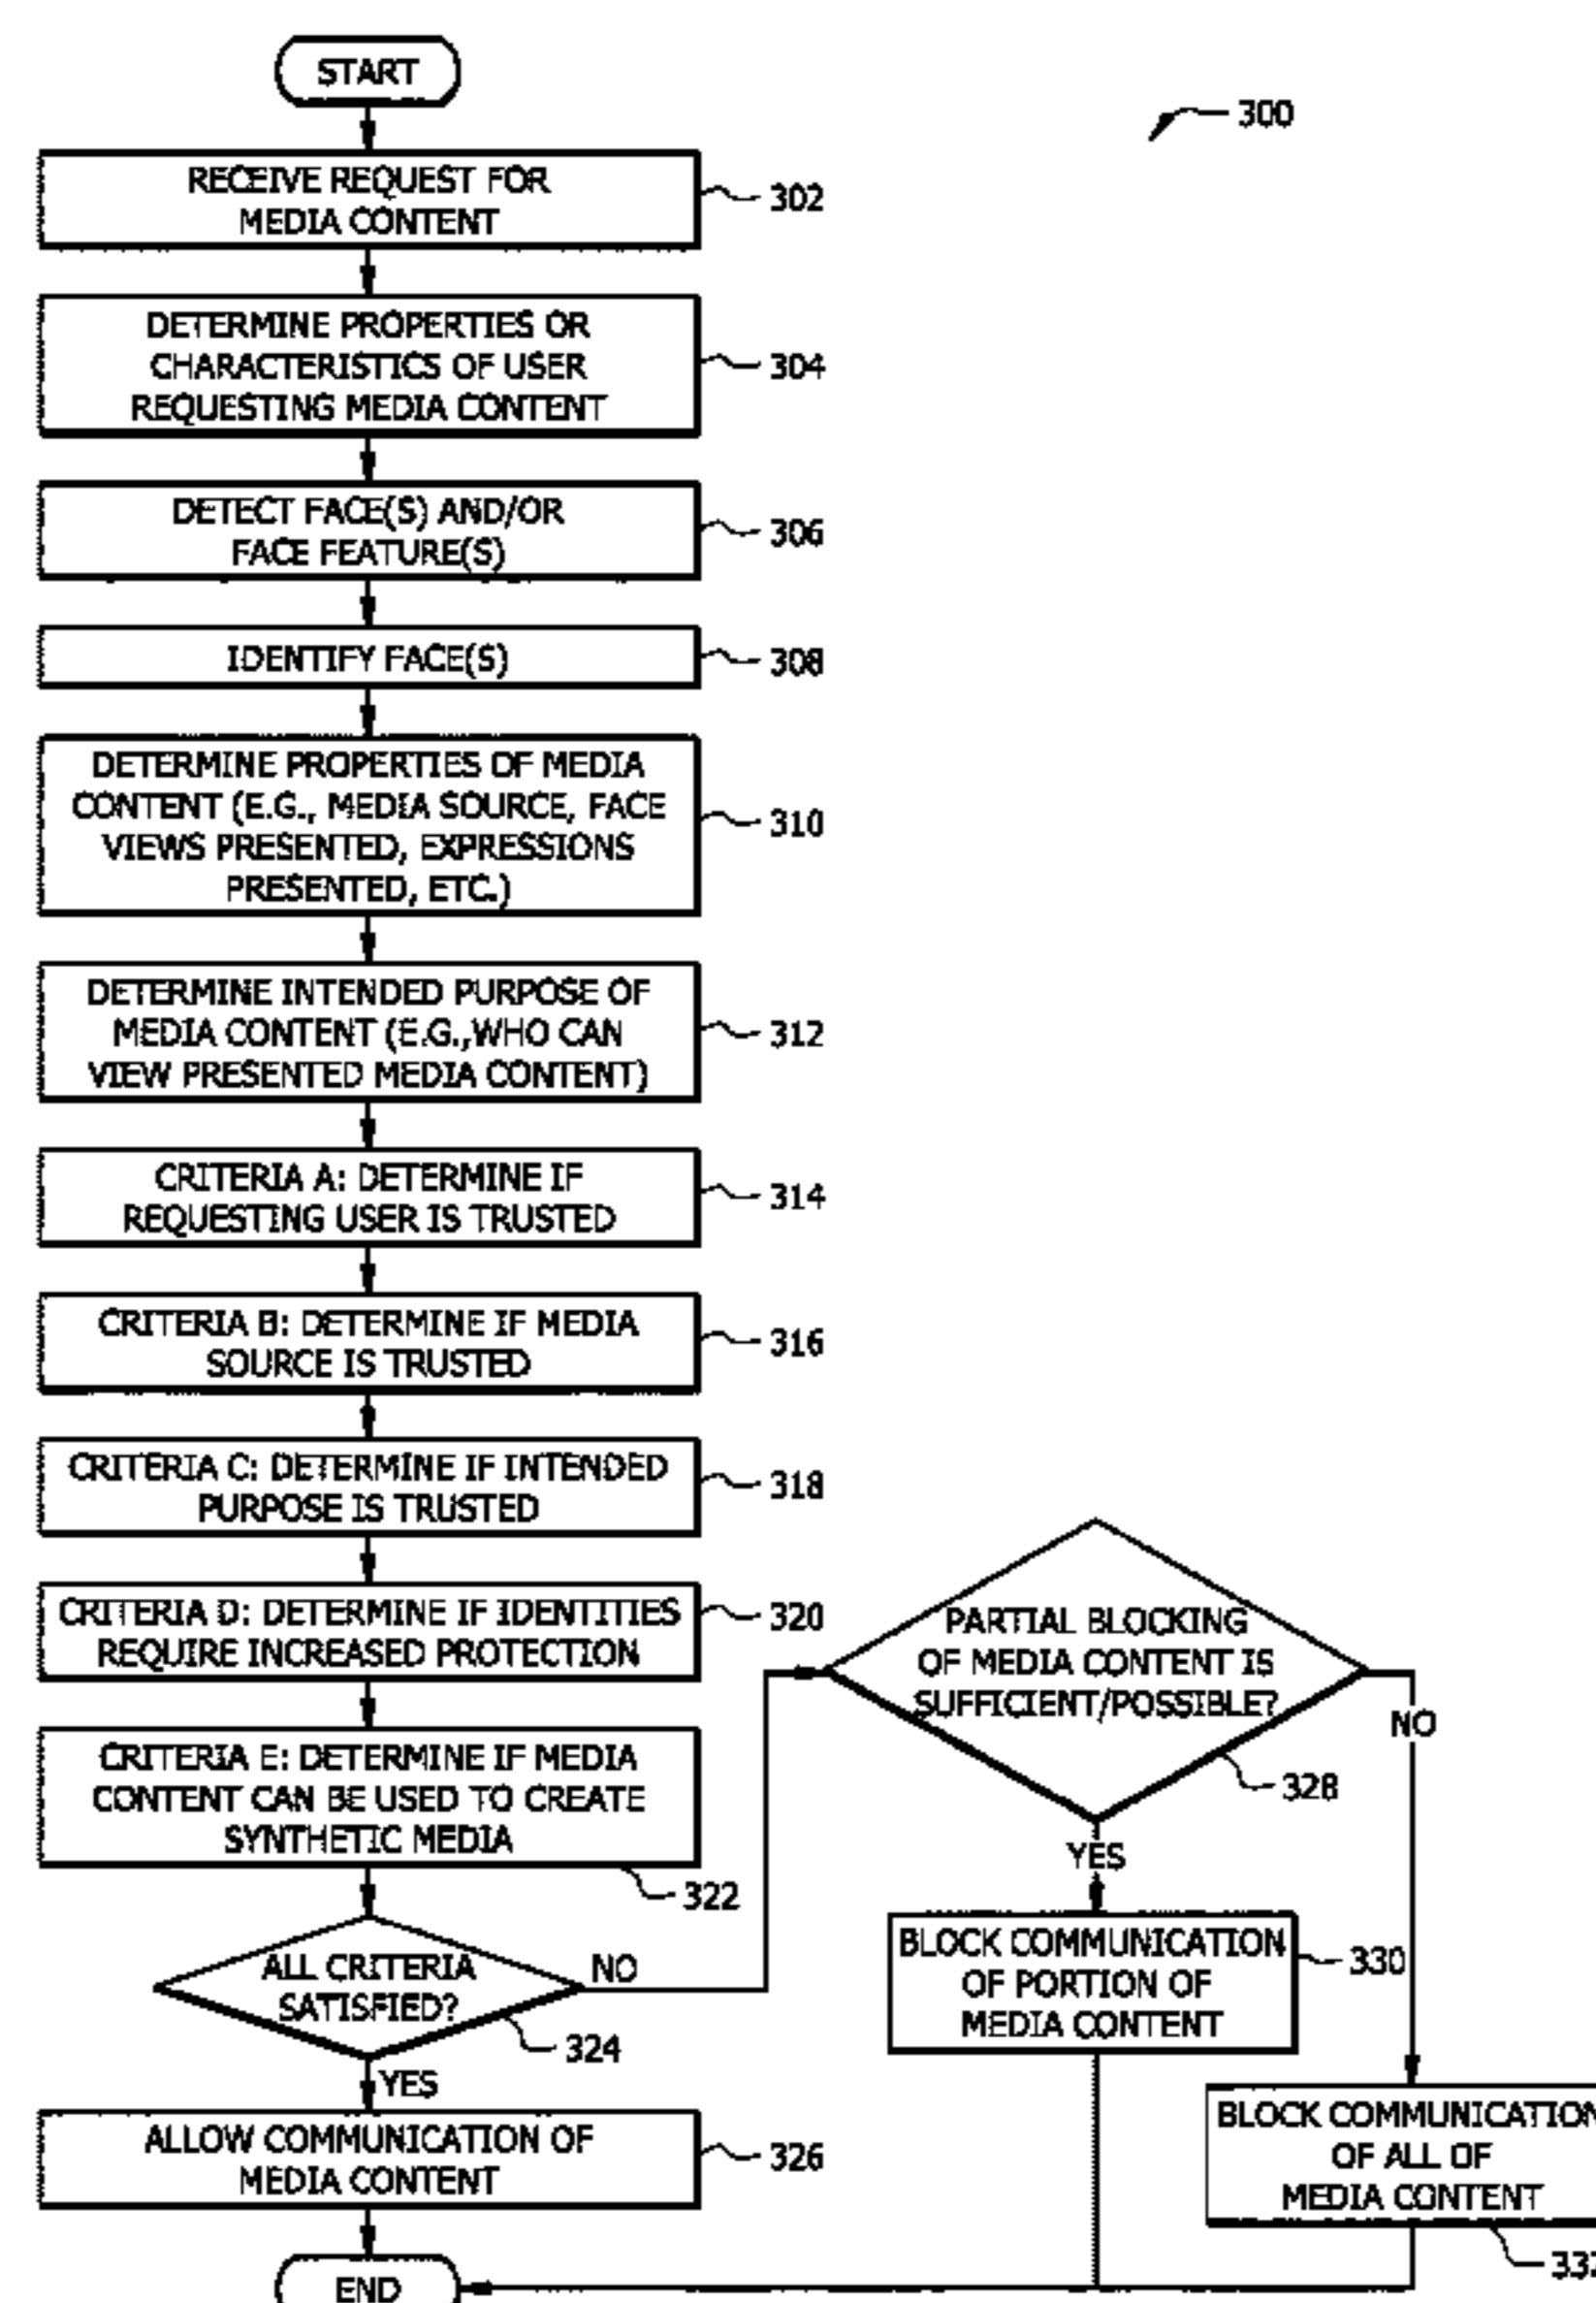 START
300
RECEIVE REQUEST FOR
MEDIA CONTENT
302
DETERMINE PROPERTIES OR
CHARACTERISTICS OF USER
REQUESTING MEDIA CONTENT
304
DETECT FACE(S) AND/OR
FACE FEATURE(S)
306
IDENTIFY FACE(S)
308
DETERMINE PROPERTIES OF MEDIA
CONTENT (E.G., MEDIA SOURCE, FACE
VIEWS PRESENTED, EXPRESSIONS
PRESENTED, ETC.)
310
DETERMINE INTENDED PURPOSE OF
MEDIA CONTENT (E.G.,WHO CAN
VIEW PRESENTED MEDIA CONTENT)
312
CRITERIA A: DETERMINE IF
REQUESTING USER IS TRUSTED
314
CRITERIA B: DETERMINE IF MEDIA
SOURCE IS TRUSTED
316
CRITERIA C: DETERMINE IF INTENDED
PURPOSE IS TRUSTED
318
CRITERIA D: DETERMINE IF IDENTITIES
REQUIRE INCREASED PROTECTION
320
CRITERIA E: DETERMINE IF MEDIA
CONTENT CAN BE USED TO CREATE
SYNTHETIC MEDIA
322
ALL CRITERIA
SATISFIED?
324
NO
YES
ALLOW COMMUNICATION OF
MEDIA CONTENT
326
PARTIAL BLOCKING
OF MEDIA CONTENT IS
SUFFICIENT/POSSIBLE?
328
NO
YES
BLOCK COMMUNICATION
OF PORTION OF
MEDIA CONTENT
330
BLOCK COMMUNICATION
OF ALL OF
MEDIA CONTENT
END